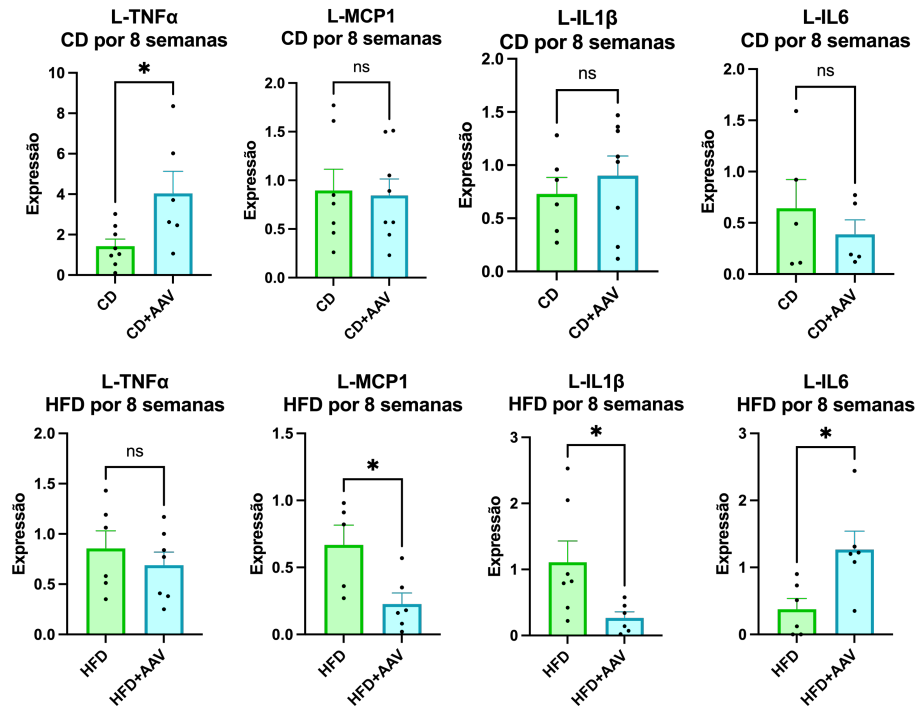 L-TNFα
CD por 8 semanas
*
Expressão
10
8
6
4
2
0
CD
CD+AAV
L-MCP1
CD por 8 semanas
ns
Expressão
2.0
1.5
1.0
0.5
0.0
CD
CD+AAV
L-IL1β
CD por 8 semanas
ns
Expressão
2.0
1.5
1.0
0.5
0.0
CD
CD+AAV
L-IL6
CD por 8 semanas
ns
Expressão
2.0
1.5
1.0
0.5
0.0
CD
CD+AAV
L-TNFα
HFD por 8 semanas
ns
Expressão
2.0
1.5
1.0
0.5
0.0
HFD
HFD+AAV
L-MCP1
HFD por 8 semanas
*
Expressão
1.5
1.0
0.5
0.0
HFD
HFD+AAV
L-IL1β
HFD por 8 semanas
*
Expressão
3
2
1
0
HFD
HFD+AAV
L-IL6
HFD por 8 semanas
*
Expressão
3
2
1
0
HFD
HFD+AAV